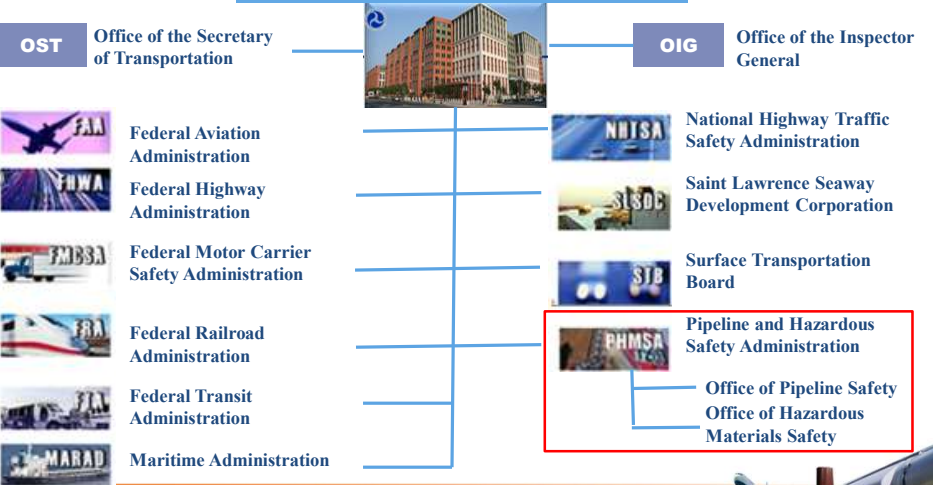 OST
Office of the Secretary
of Transportation
OIG
Office of the Inspector
General
FAA
Federal Aviation
Administration
FHWA
Federal Highway
Administration
FMCSA
Federal Motor Carrier
Safety Administration
FRA
Federal Railroad
Administration
FTA
Federal Transit
Administration
MARAD
Maritime Administration
NHTSA
National Highway Traffic
Safety Administration
SLSDC
Saint Lawrence Seaway
Development Corporation
STB
Surface Transportation
Board
PHMSA
Pipeline and Hazardous
Safety Administration
Office of Pipeline Safety
Office of Hazardous
Materials Safety